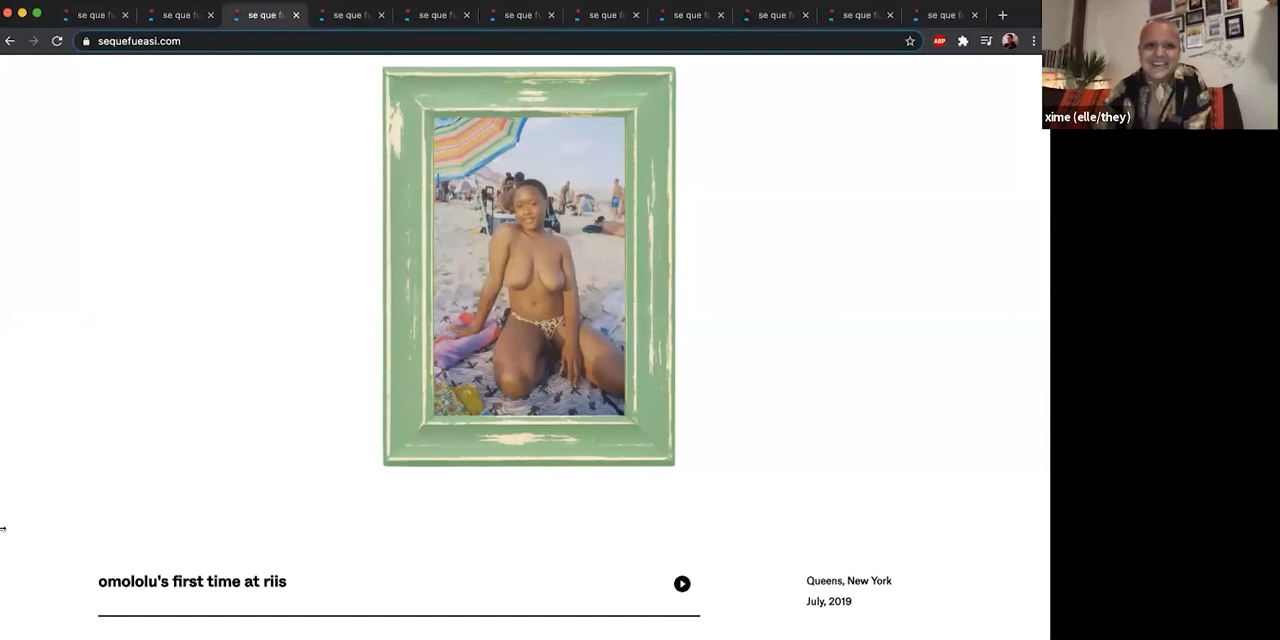 se que fu
se que fu
se que fu
se que fu
se que fu
se que fu
se que fu
se que fu
se que fu
se que fu
se que fu
sequefueasi.com
ABP
xime (elle/they)
omololu's first time at riis
Queens, New York
July, 2019